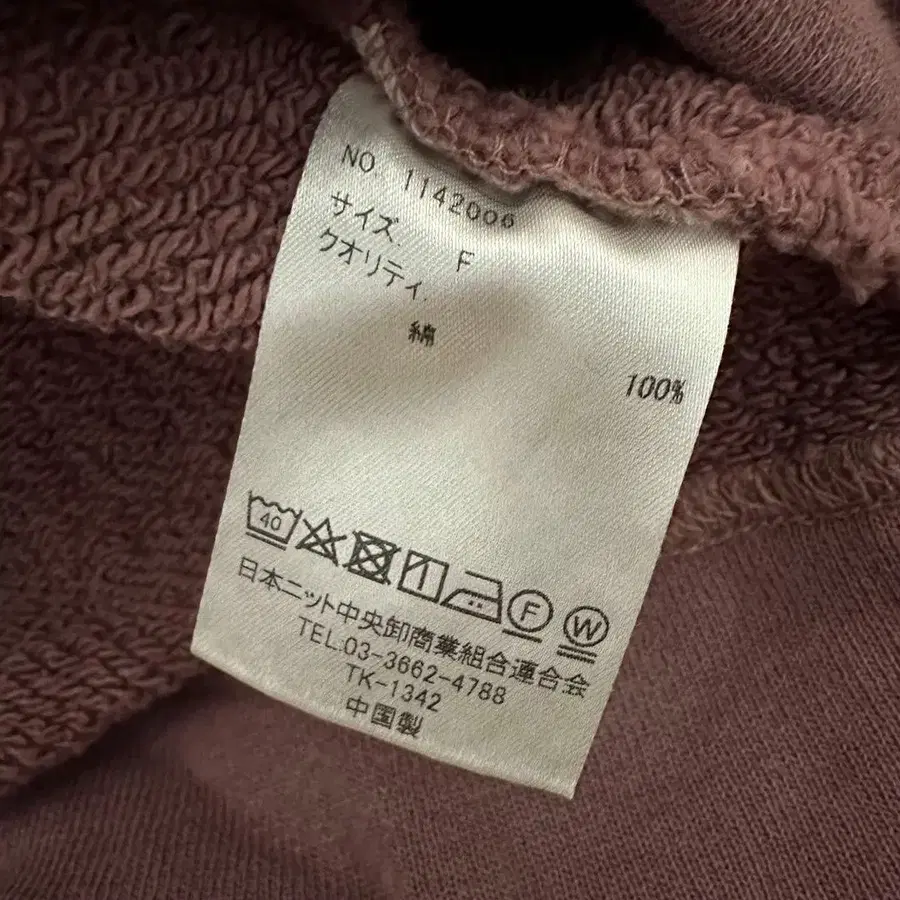 NO 1142006
サイズ. F
クオリティ.
綿 100%
40 1 F W
日本ニット中央卸商業組合連合会
TEL:03-3662-4788
TK-1342
中国製